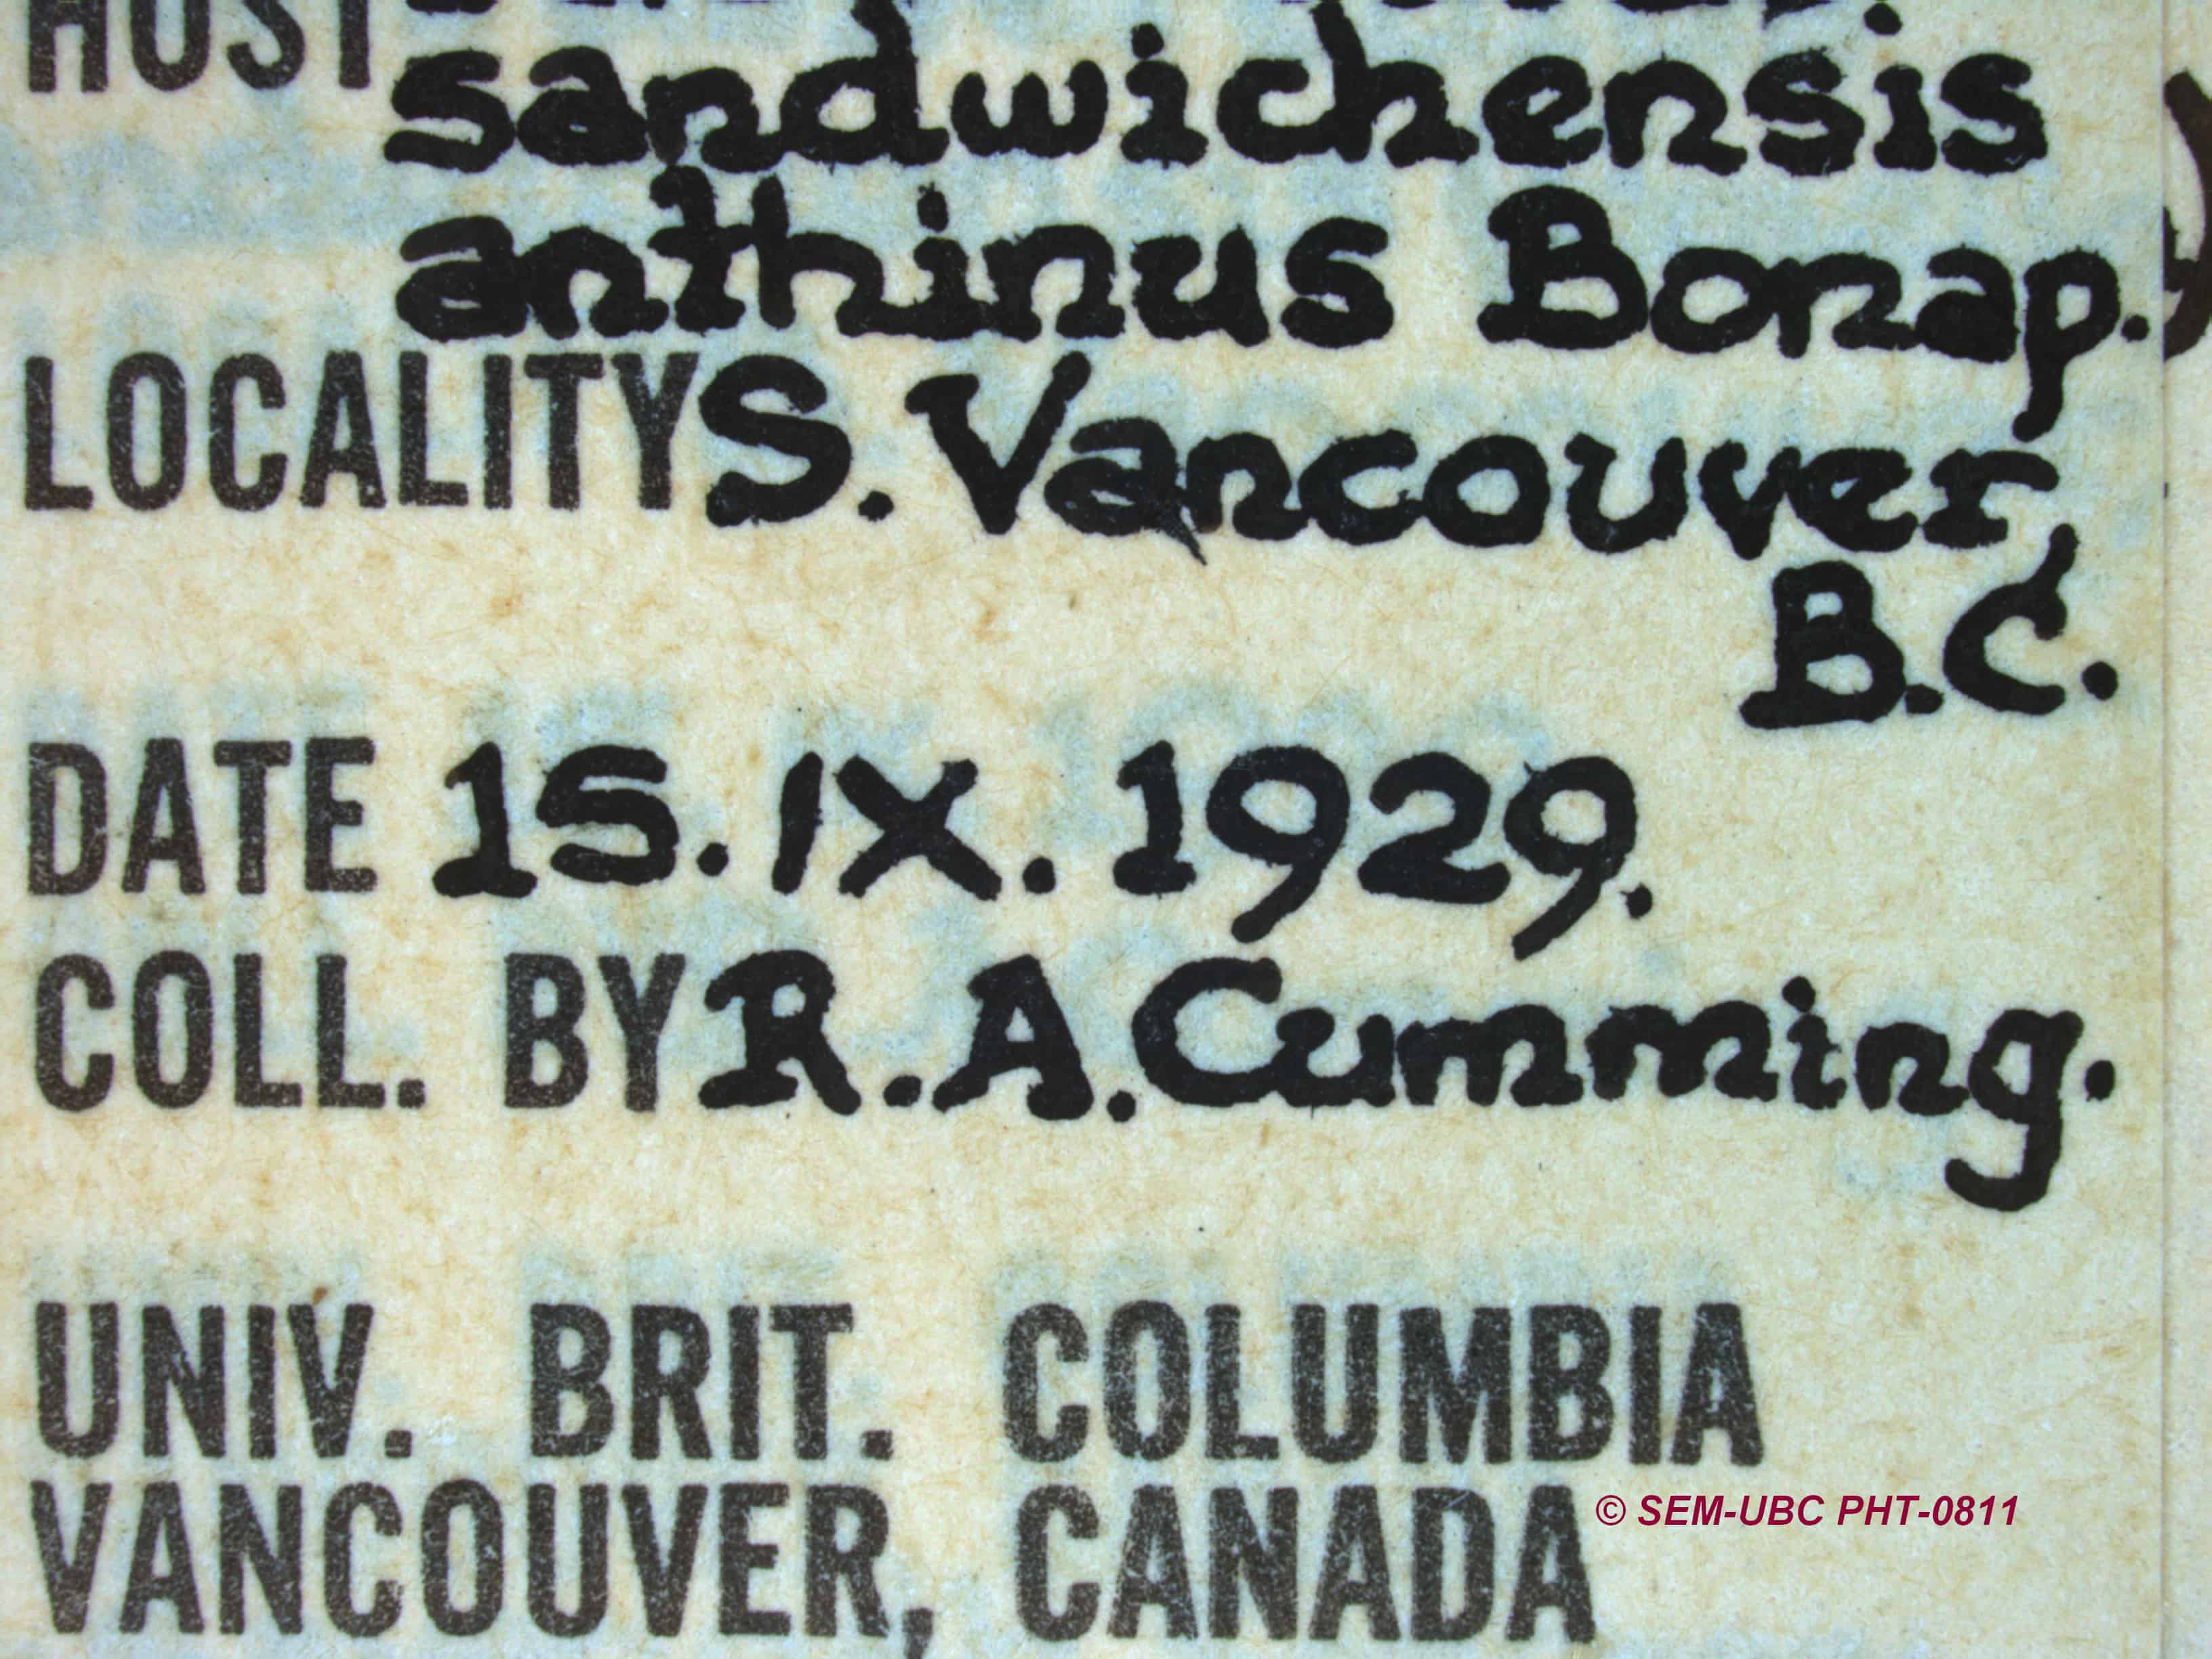 HOST
sandwichensis
anthinus Bonap.
LOCALITY S. Vancouver,
B.C.
DATE 15. IX. 1929.
COLL. BY R.A. Cumming.
UNIV. BRIT. COLUMBIA
VANCOUVER, CANADA
© SEM-UBC PHT-0811